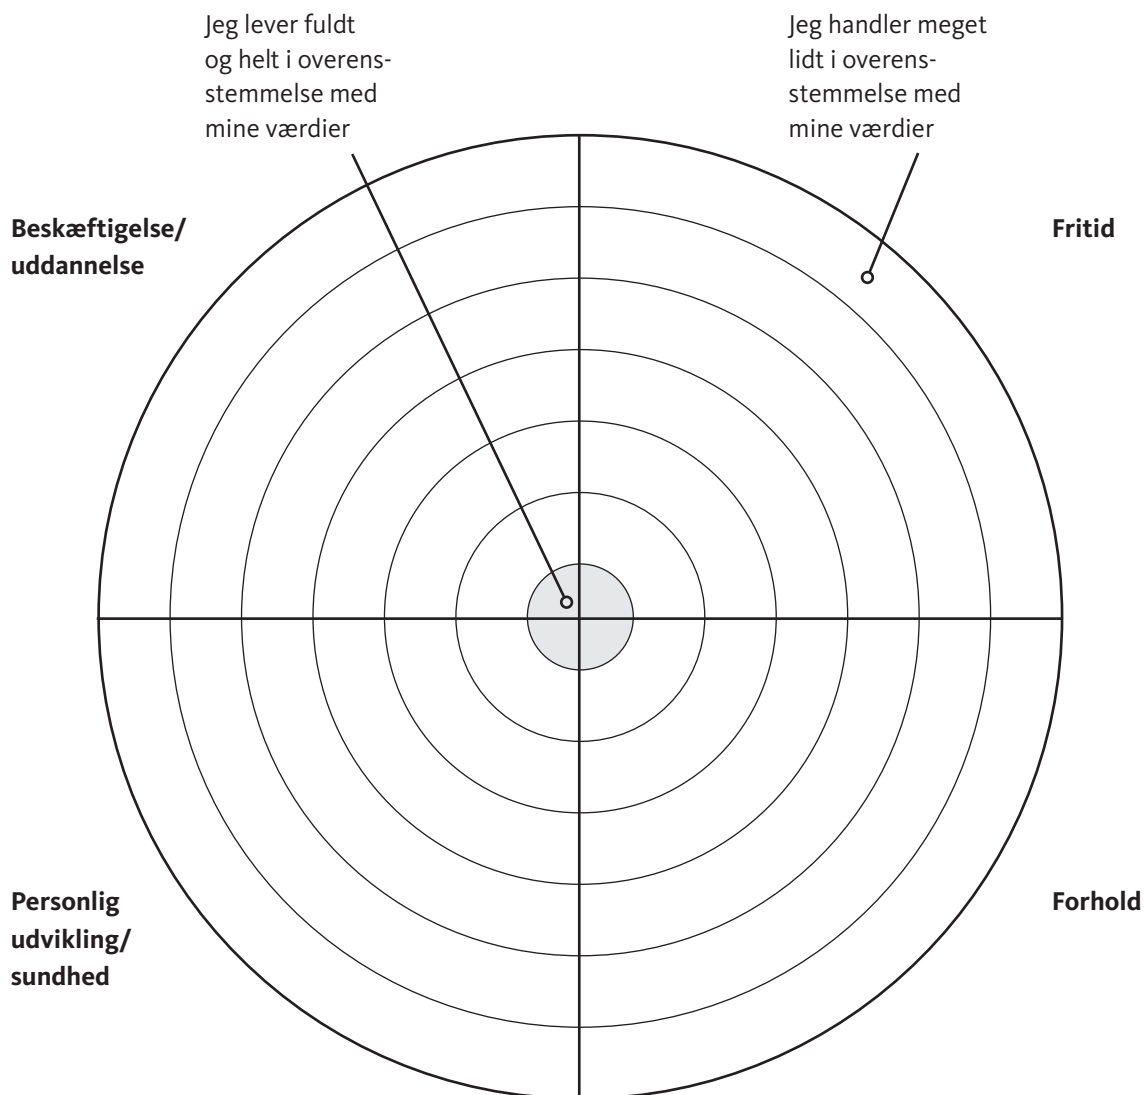 Jeg lever fuldt
og helt i overens-
stemmelse med
mine værdier
Jeg handler meget
lidt i overens-
stemmelse med
mine værdier
Beskæftigelse/
uddannelse
Fritid
Personlig
udvikling/
sundhed
Forhold